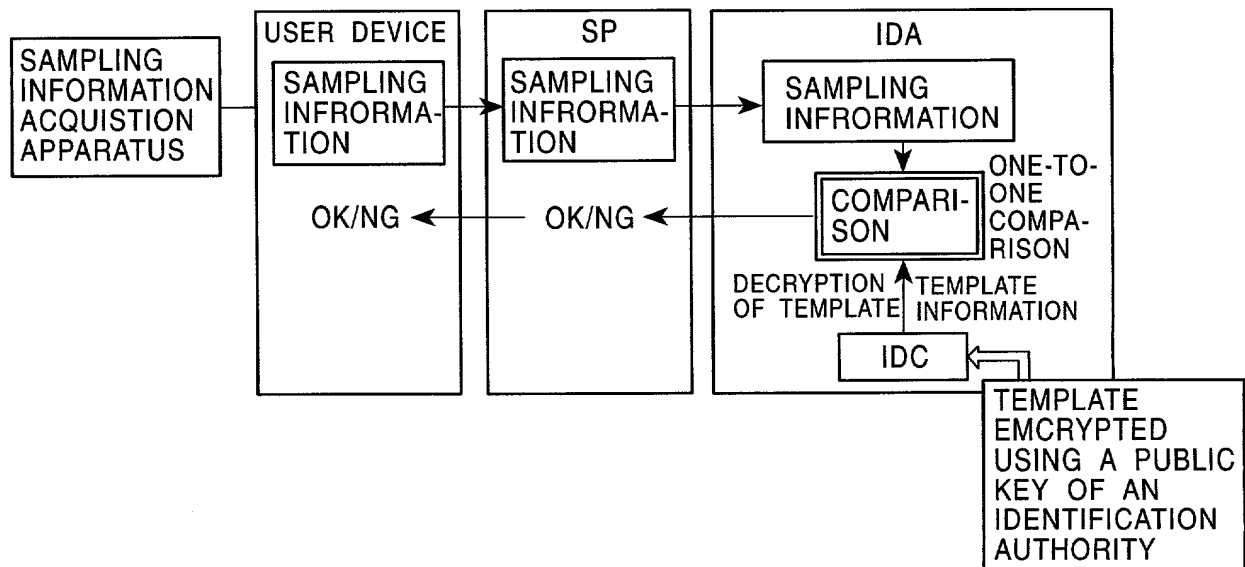 SAMPLING
INFORMATION
ACQUISTION
APPARATUS
USER DEVICE
SAMPLING
INFRORMA-
TION
OK/NG
SP
SAMPLING
INFRORMA-
TION
OK/NG
IDA
SAMPLING
INFRORMATION
COMPARI-
SON
ONE-TO-
ONE
COMPA-
RISON
DECRYPTION
OF TEMPLATE
TEMPLATE
INFORMATION
IDC
TEMPLATE
EMCRYPTED
USING A PUBLIC
KEY OF AN
IDENTIFICATION
AUTHORITY